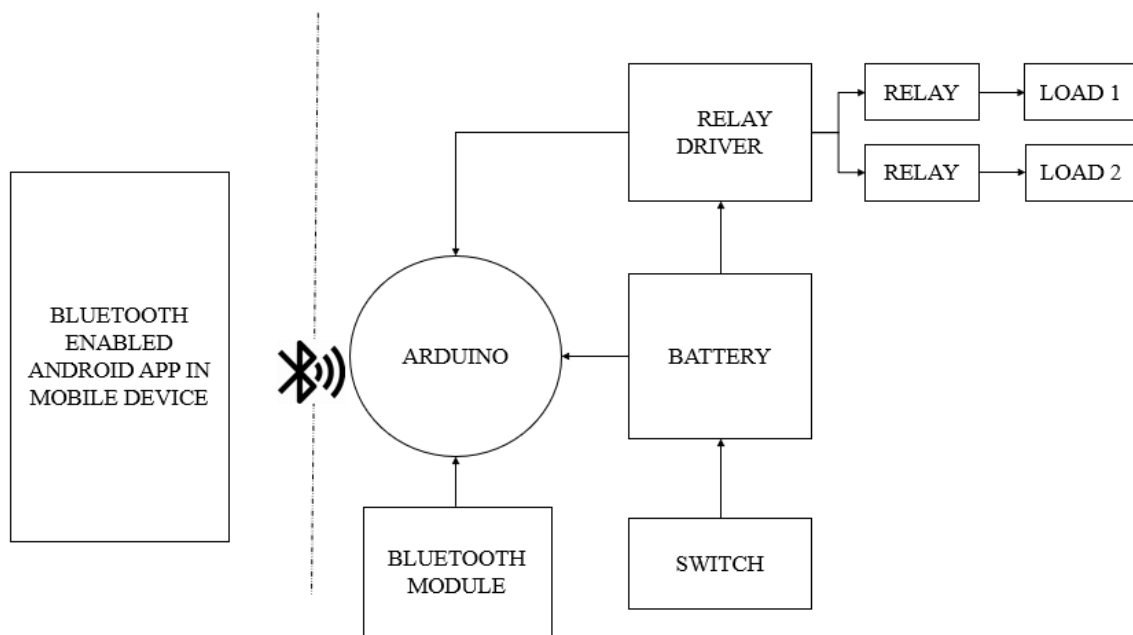 RELAY
DRIVER
RELAY
LOAD 1
RELAY
LOAD 2
BLUETOOTH
ENABLED
ANDROID APP IN
MOBILE DEVICE
ARDUINO
BATTERY
BLUETOOTH
MODULE
SWITCH